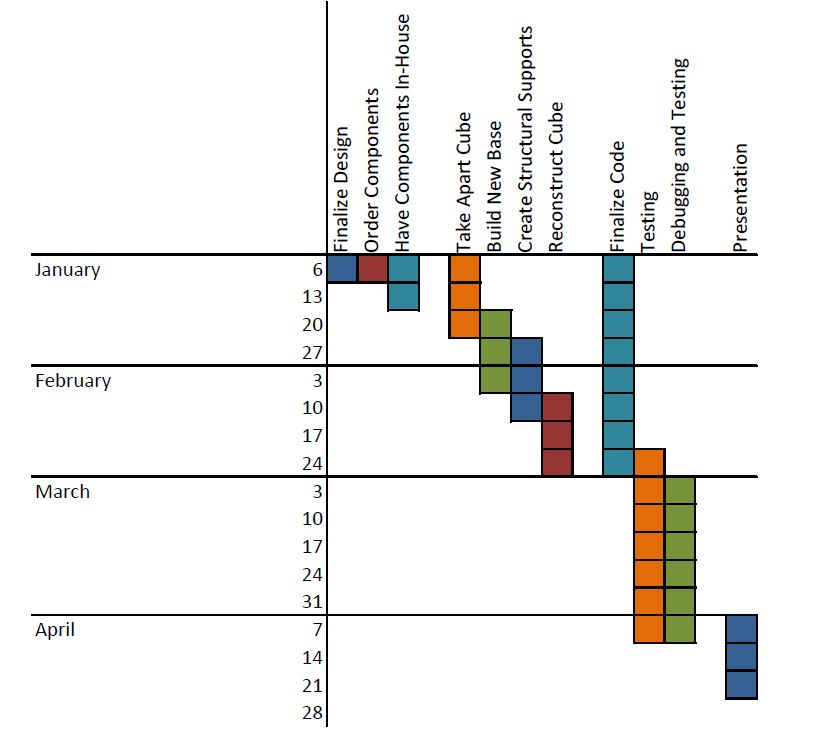 Finalize Design
Order Components
Have Components In-House
Take Apart Cube
Build New Base
Create Structural Supports
Reconstruct Cube
Finalize Code
Testing
Debugging and Testing
Presentation
January 6
13
20
27
February 3
10
17
24
March 3
10
17
24
31
April 7
14
21
28